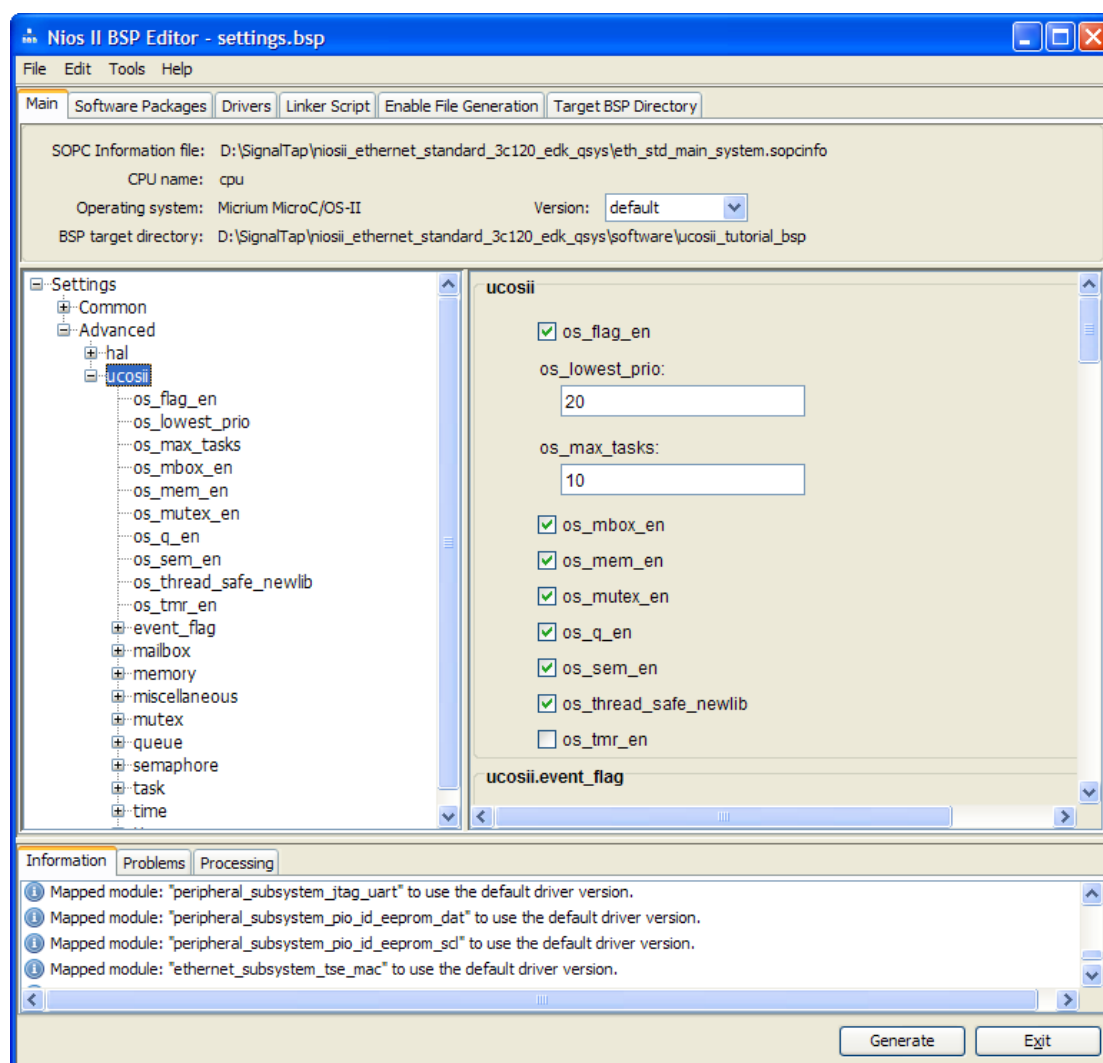 Nios II BSP Editor - settings.bsp
File Edit Tools Help
Main Software Packages Drivers Linker Script Enable File Generation Target BSP Directory
SOPC Information file: D:\SignalTap\niosii_ethernet_standard_3c120_edk_qsys\eth_std_main_system.sopcinfo
CPU name: cpu
Operating system: Micrium MicroC/OS-II Version: default
BSP target directory: D:\SignalTap\niosii_ethernet_standard_3c120_edk_qsys\software\ucosii_tutorial_bsp
Settings
Common
Advanced
hal
ucosii
os_flag_en
os_lowest_prio
os_max_tasks
os_mbox_en
os_mem_en
os_mutex_en
os_q_en
os_sem_en
os_thread_safe_newlib
os_tmr_en
event_flag
mailbox
memory
miscellaneous
mutex
queue
semaphore
task
time
ucosii
os_flag_en
os_lowest_prio:
20
os_max_tasks:
10
os_mbox_en
os_mem_en
os_mutex_en
os_q_en
os_sem_en
os_thread_safe_newlib
os_tmr_en
ucosii.event_flag
Information Problems Processing
Mapped module: "peripheral_subsystem_jtag_uart" to use the default driver version.
Mapped module: "peripheral_subsystem_pio_id_eeprom_dat" to use the default driver version.
Mapped module: "peripheral_subsystem_pio_id_eeprom_scl" to use the default driver version.
Mapped module: "ethernet_subsystem_tse_mac" to use the default driver version.
Generate Exit